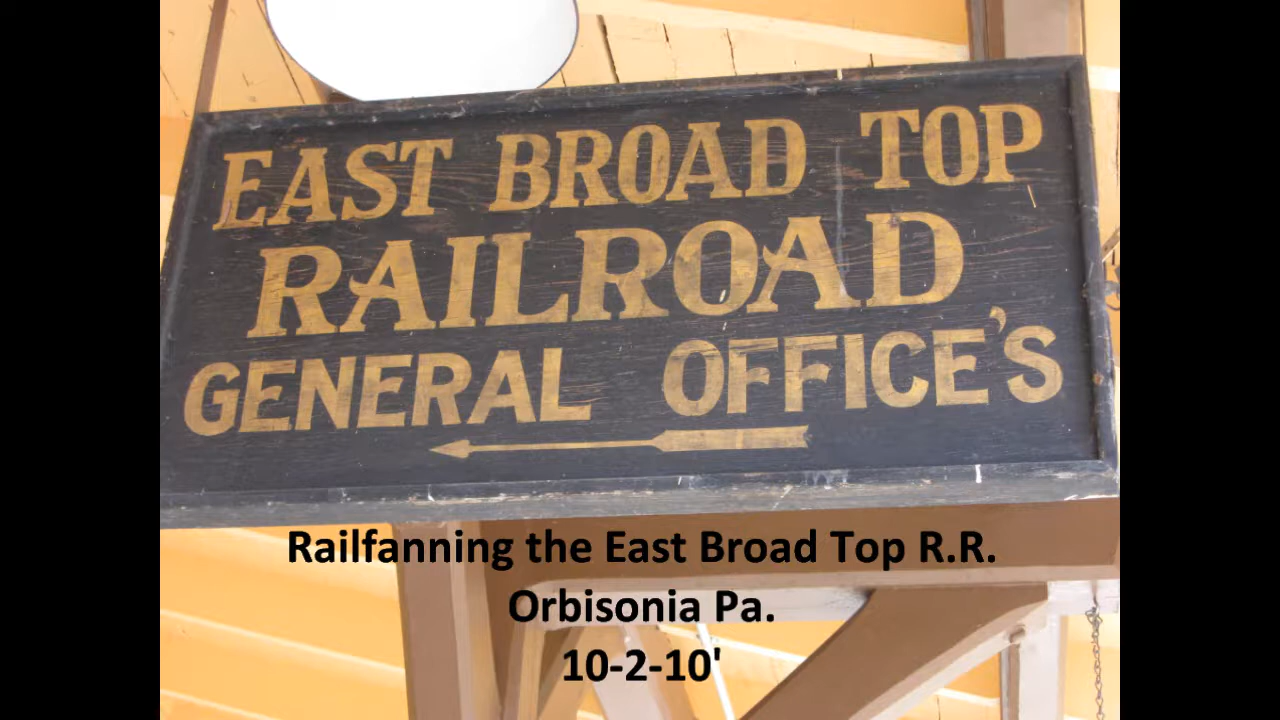 EAST BROAD TOP
RAILROAD
GENERAL OFFICE'S
Railfanning the East Broad Top R.R.
Orbisonia Pa.
10-2-10'